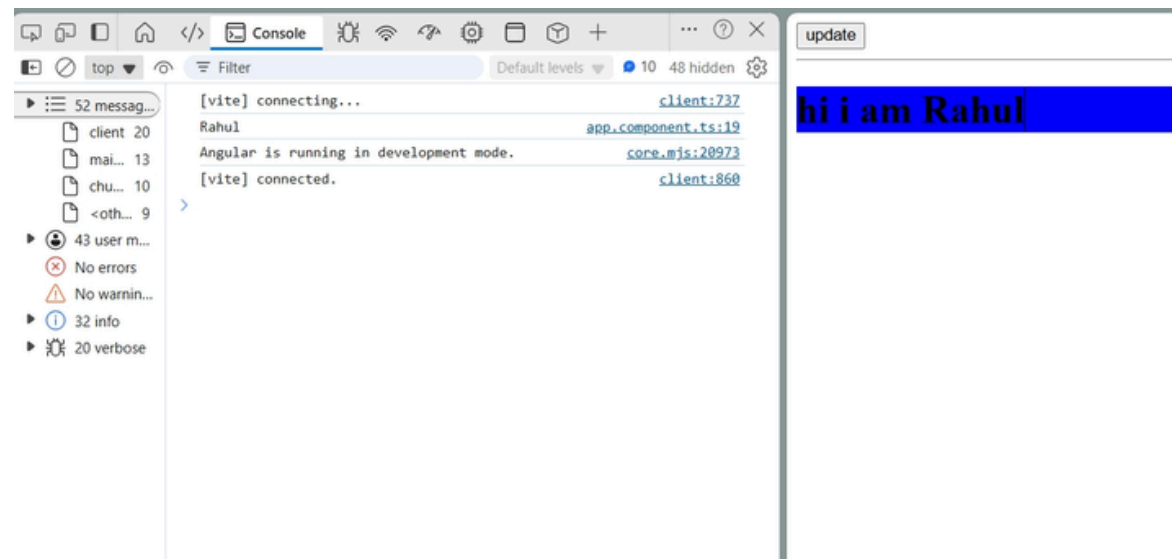 Console
update
top
Filter
Default levels
10
48 hidden
52 messag...
client 20
mai... 13
chu... 10
<oth... 9
43 user m...
No errors
No warnin...
32 info
20 verbose
[vite] connecting... client:737
Rahul app.component.ts:19
Angular is running in development mode. core.mjs:20973
[vite] connected. client:860
hi i am Rahul